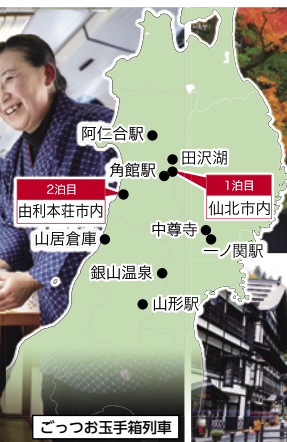 阿仁合駅
田沢湖
角館駅
2泊目
由利本荘市内
1泊目
仙北市内
山居倉庫
中尊寺
一ノ関駅
銀山温泉
山形駅
ごっつお玉手箱列車